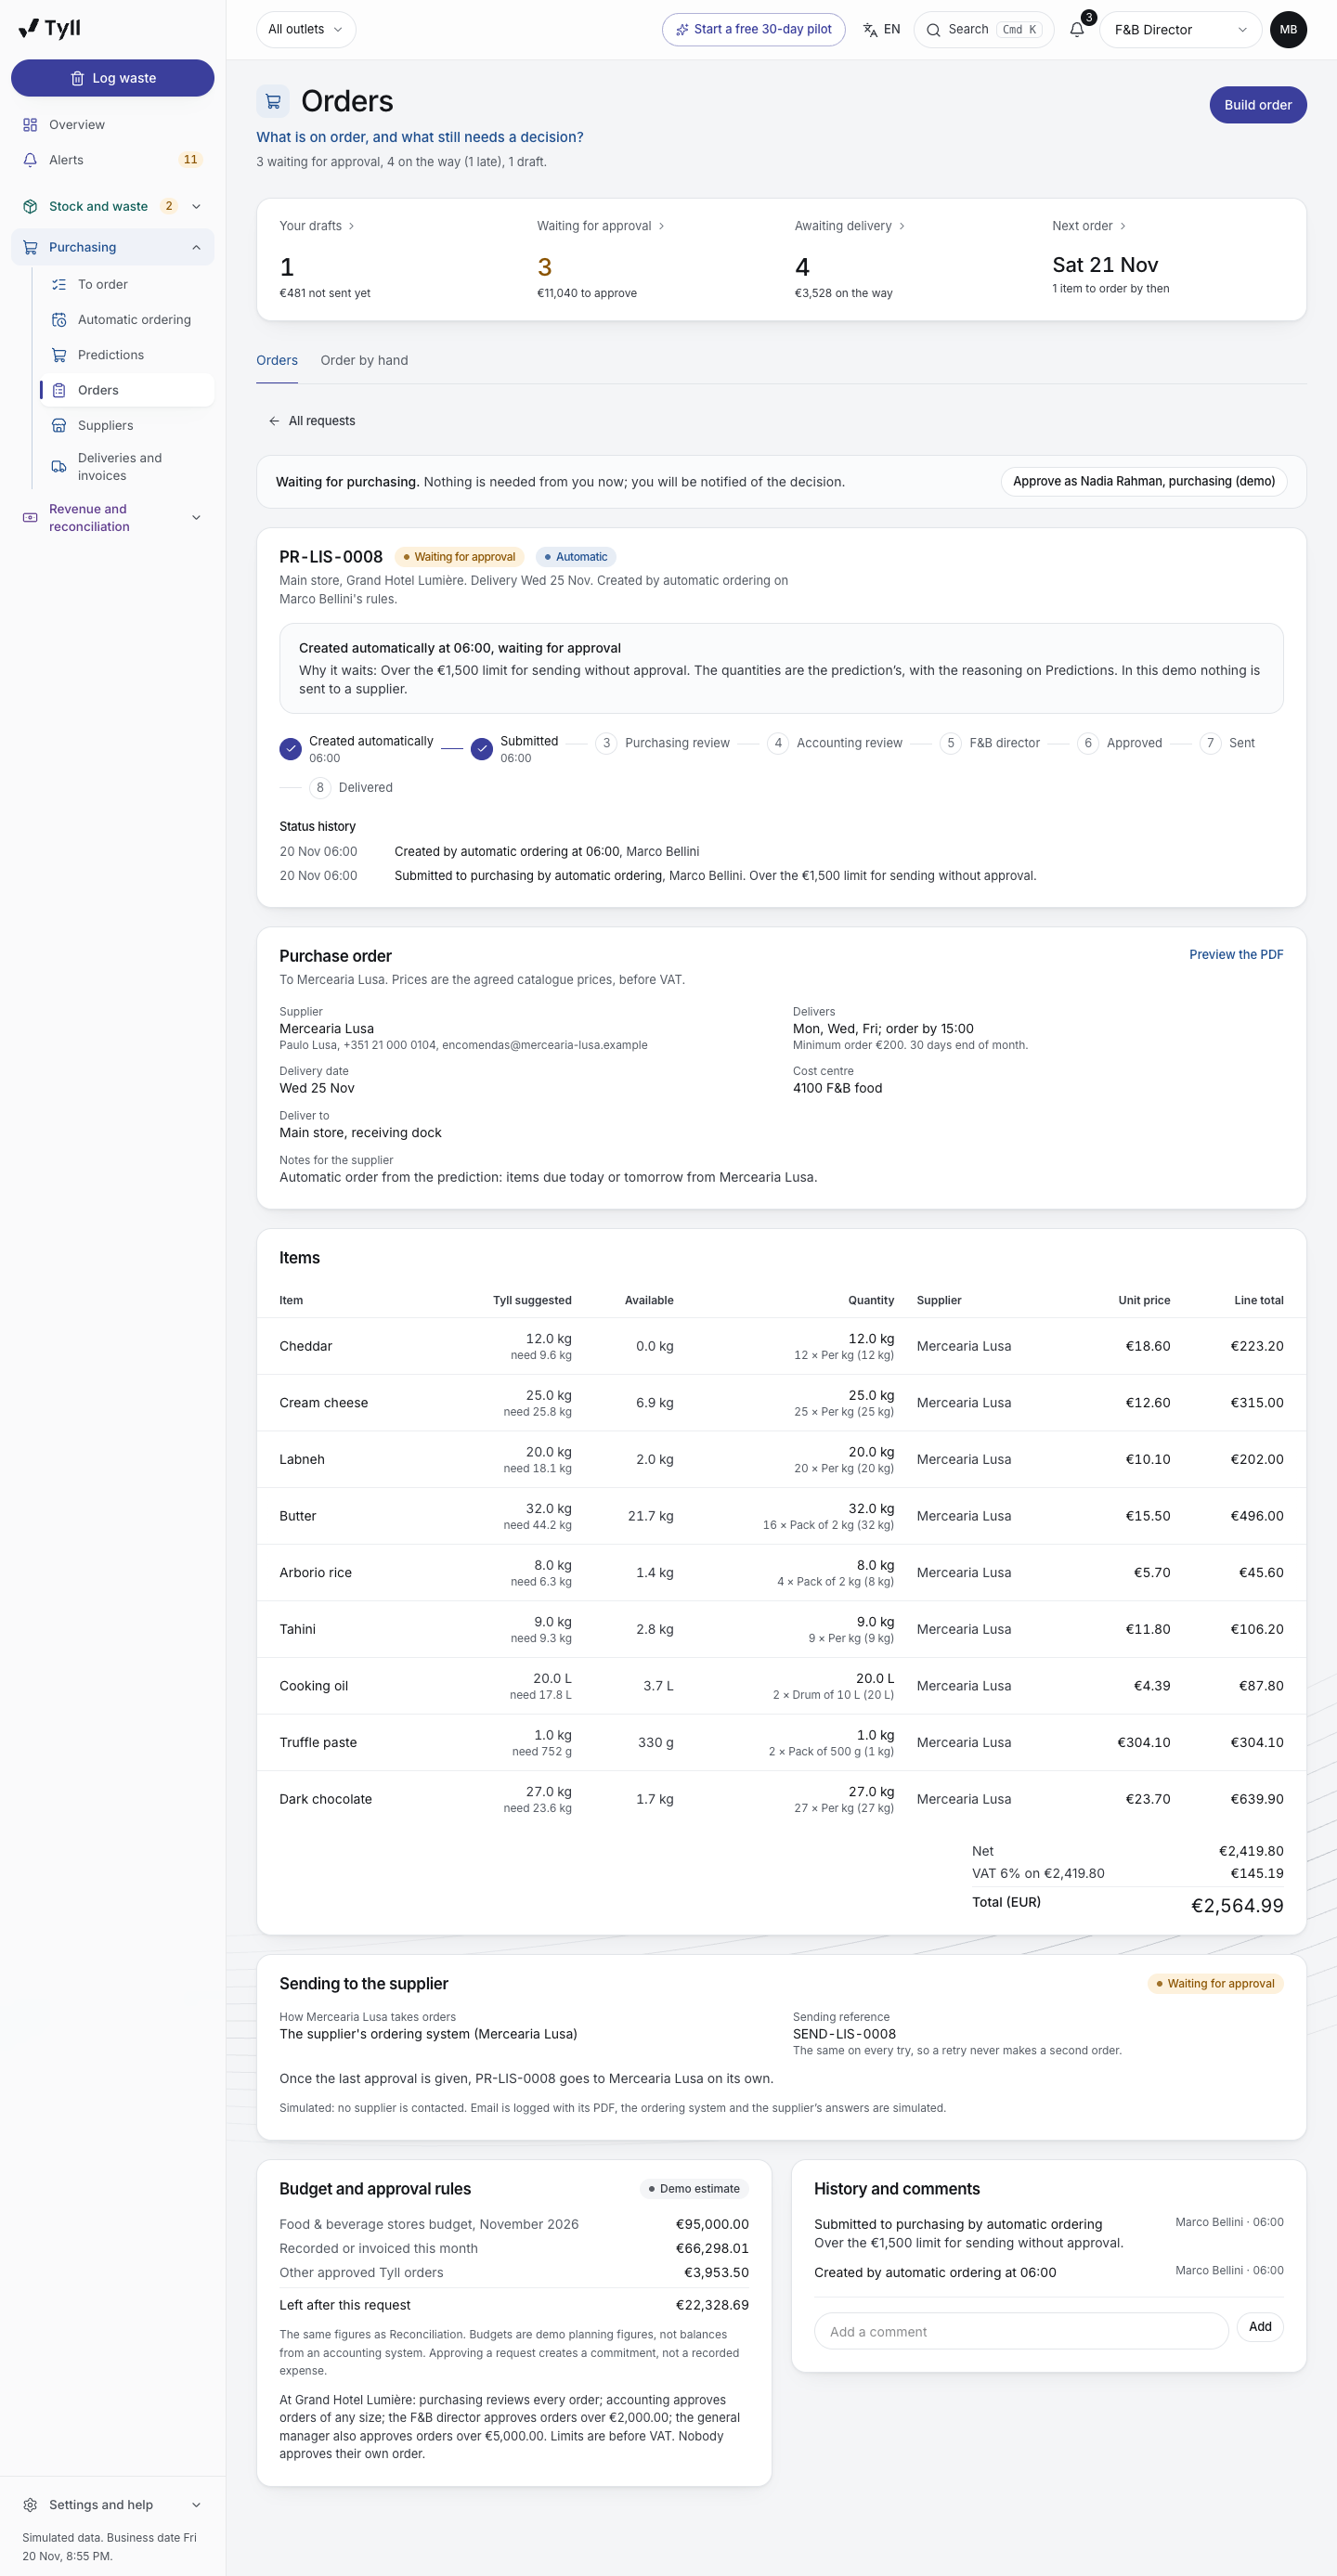 Tyll
Log waste
Overview
Alerts 11
Stock and waste 2
Purchasing
To order
Automatic ordering
Predictions
Orders
Suppliers
Deliveries and
invoices
Revenue and
reconciliation
Settings and help
Simulated data. Business date Fri
20 Nov, 8:55 PM.
All outlets
Start a free 30-day pilot
EN
Search Cmd K
3
F&B Director
MB
Orders
Build order
What is on order, and what still needs a decision?
3 waiting for approval, 4 on the way (1 late), 1 draft.
Your drafts
1
€481 not sent yet
Waiting for approval
3
€11,040 to approve
Awaiting delivery
4
€3,528 on the way
Next order
Sat 21 Nov
1 item to order by then
Orders Order by hand
All requests
Waiting for purchasing. Nothing is needed from you now; you will be notified of the decision.
Approve as Nadia Rahman, purchasing (demo)
PR-LIS-0008 Waiting for approval Automatic
Main store, Grand Hotel Lumière. Delivery Wed 25 Nov. Created by automatic ordering on
Marco Bellini's rules.
Created automatically at 06:00, waiting for approval
Why it waits: Over the €1,500 limit for sending without approval. The quantities are the prediction’s, with the reasoning on Predictions. In this demo nothing is
sent to a supplier.
Created automatically
06:00
Submitted
06:00
3 Purchasing review
4 Accounting review
5 F&B director
6 Approved
7 Sent
8 Delivered
Status history
20 Nov 06:00 Created by automatic ordering at 06:00, Marco Bellini
20 Nov 06:00 Submitted to purchasing by automatic ordering, Marco Bellini. Over the €1,500 limit for sending without approval.
Purchase order
Preview the PDF
To Mercearia Lusa. Prices are the agreed catalogue prices, before VAT.
Supplier
Mercearia Lusa
Paulo Lusa, +351 21 000 0104, encomendas@mercearia-lusa.example
Delivers
Mon, Wed, Fri; order by 15:00
Minimum order €200. 30 days end of month.
Delivery date
Wed 25 Nov
Cost centre
4100 F&B food
Deliver to
Main store, receiving dock
Notes for the supplier
Automatic order from the prediction: items due today or tomorrow from Mercearia Lusa.
Items
Item Tyll suggested Available Quantity Supplier Unit price Line total
Cheddar 12.0 kg 0.0 kg 12.0 kg Mercearia Lusa €18.60 €223.20
need 9.6 kg 12 × Per kg (12 kg)
Cream cheese 25.0 kg 6.9 kg 25.0 kg Mercearia Lusa €12.60 €315.00
need 25.8 kg 25 × Per kg (25 kg)
Labneh 20.0 kg 2.0 kg 20.0 kg Mercearia Lusa €10.10 €202.00
need 18.1 kg 20 × Per kg (20 kg)
Butter 32.0 kg 21.7 kg 32.0 kg Mercearia Lusa €15.50 €496.00
need 44.2 kg 16 × Pack of 2 kg (32 kg)
Arborio rice 8.0 kg 1.4 kg 8.0 kg Mercearia Lusa €5.70 €45.60
need 6.3 kg 4 × Pack of 2 kg (8 kg)
Tahini 9.0 kg 2.8 kg 9.0 kg Mercearia Lusa €11.80 €106.20
need 9.3 kg 9 × Per kg (9 kg)
Cooking oil 20.0 L 3.7 L 20.0 L Mercearia Lusa €4.39 €87.80
need 17.8 L 2 × Drum of 10 L (20 L)
Truffle paste 1.0 kg 330 g 1.0 kg Mercearia Lusa €304.10 €304.10
need 752 g 2 × Pack of 500 g (1 kg)
Dark chocolate 27.0 kg 1.7 kg 27.0 kg Mercearia Lusa €23.70 €639.90
need 23.6 kg 27 × Per kg (27 kg)
Net €2,419.80
VAT 6% on €2,419.80 €145.19
Total (EUR) €2,564.99
Sending to the supplier
Waiting for approval
How Mercearia Lusa takes orders
The supplier's ordering system (Mercearia Lusa)
Sending reference
SEND-LIS-0008
The same on every try, so a retry never makes a second order.
Once the last approval is given, PR-LIS-0008 goes to Mercearia Lusa on its own.
Simulated: no supplier is contacted. Email is logged with its PDF, the ordering system and the supplier’s answers are simulated.
Budget and approval rules Demo estimate
Food & beverage stores budget, November 2026 €95,000.00
Recorded or invoiced this month €66,298.01
Other approved Tyll orders €3,953.50
Left after this request €22,328.69
The same figures as Reconciliation. Budgets are demo planning figures, not balances
from an accounting system. Approving a request creates a commitment, not a recorded
expense.
At Grand Hotel Lumière: purchasing reviews every order; accounting approves
orders of any size; the F&B director approves orders over €2,000.00; the general
manager also approves orders over €5,000.00. Limits are before VAT. Nobody
approves their own order.
History and comments
Submitted to purchasing by automatic ordering Marco Bellini · 06:00
Over the €1,500 limit for sending without approval.
Created by automatic ordering at 06:00 Marco Bellini · 06:00
Add a comment
Add